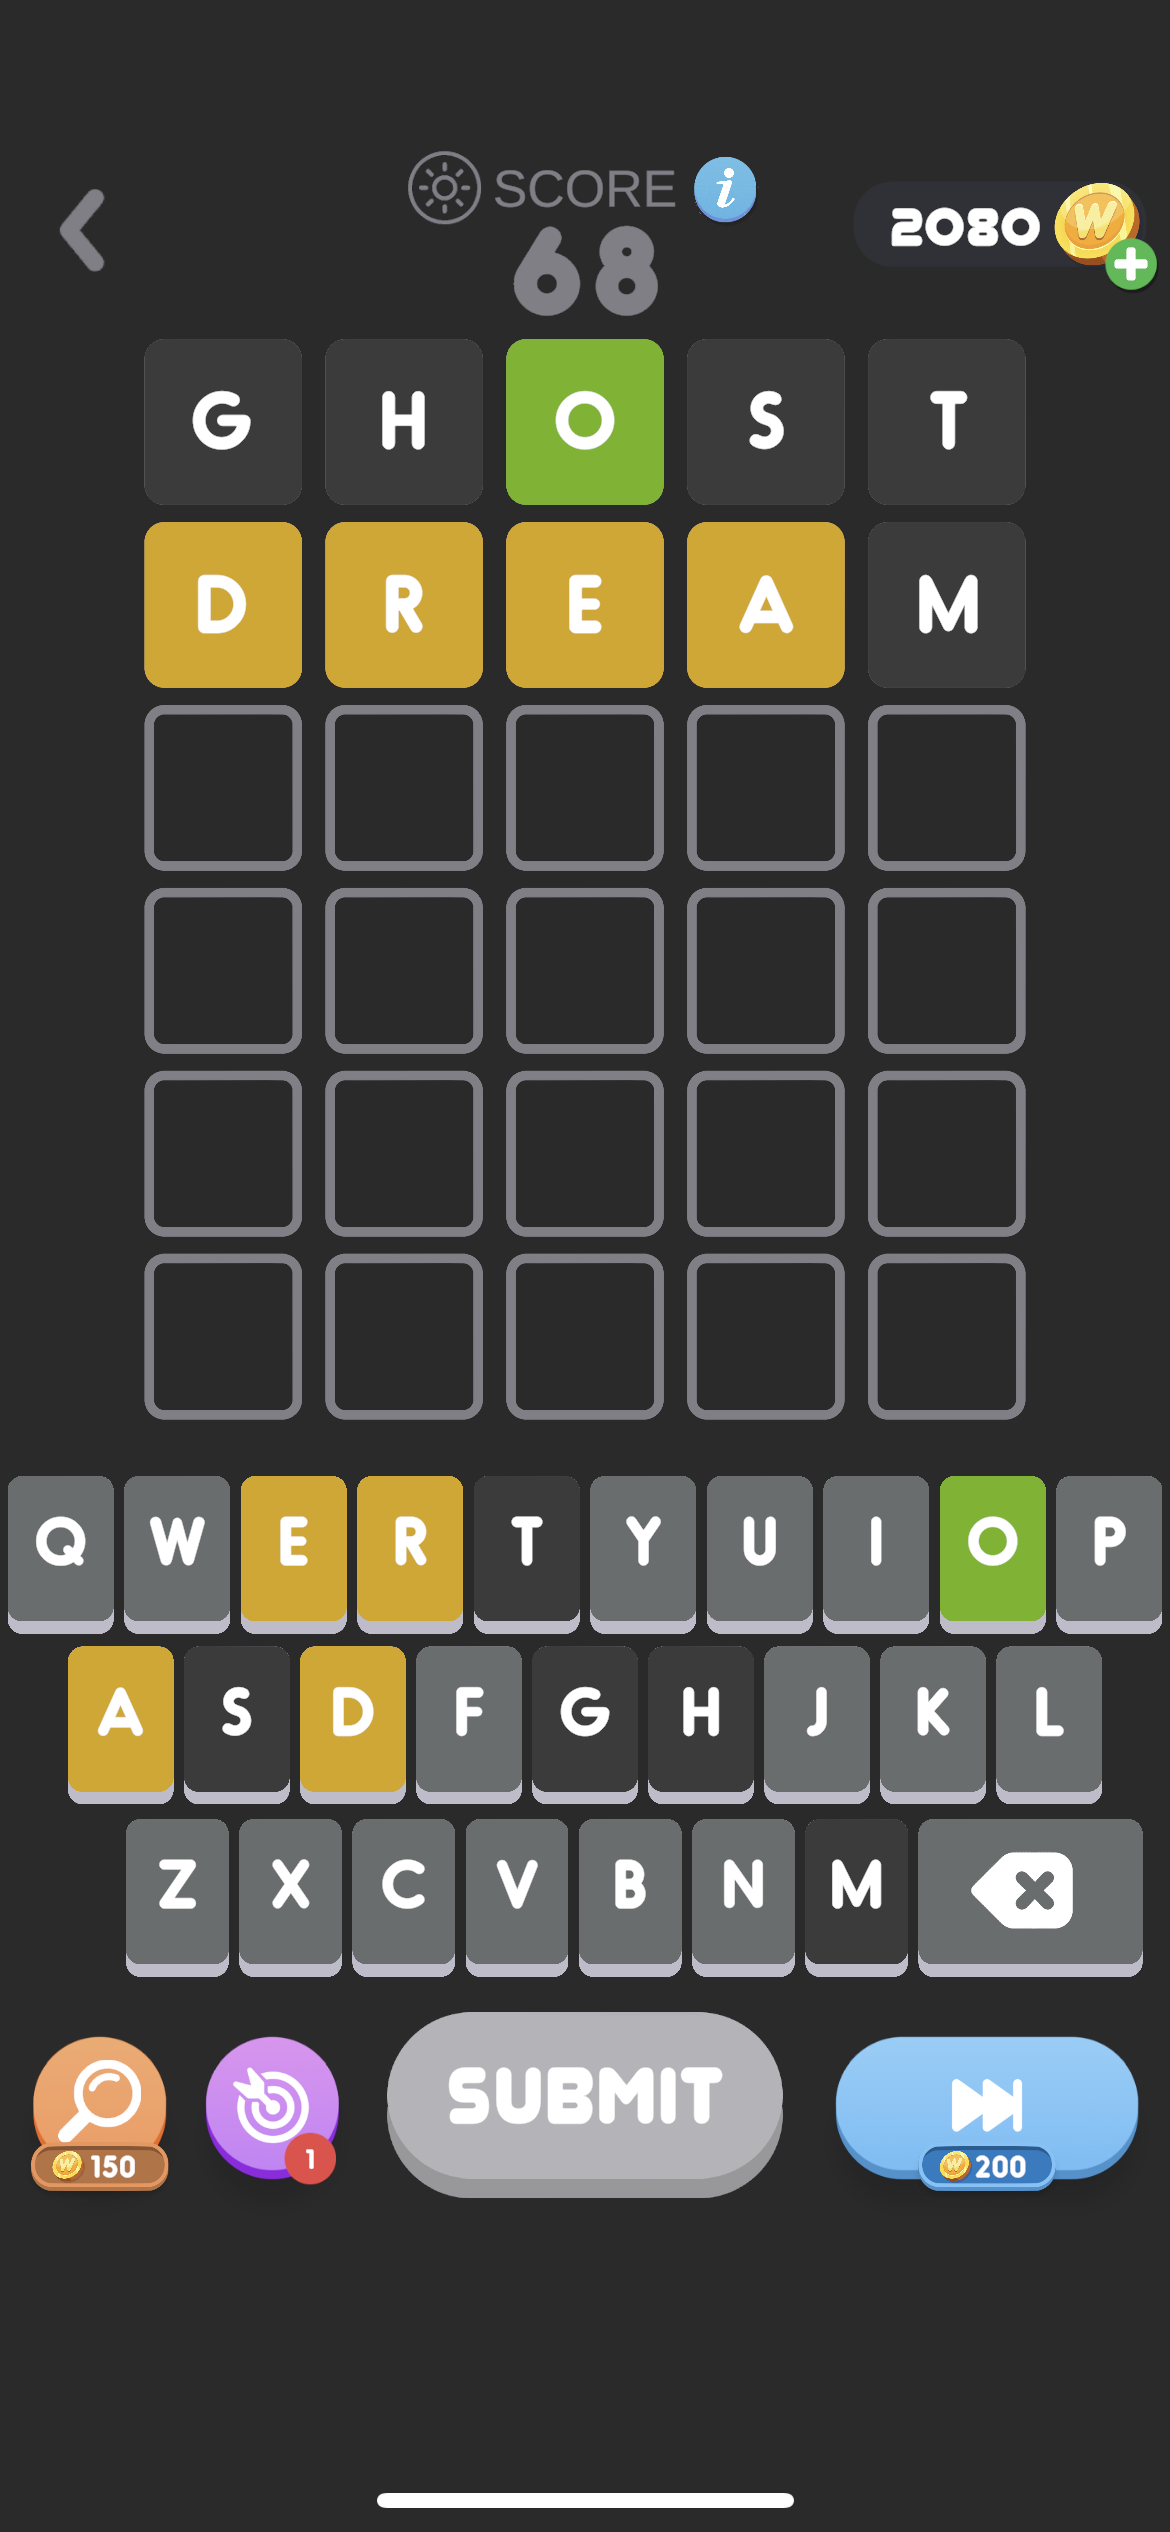 SCORE i
68
2080 W
G H O S T
D R E A M
Q W E R T Y U I O P
A S D F G H J K L
Z X C V B N M X
SUBMIT
1
W 150
W 200